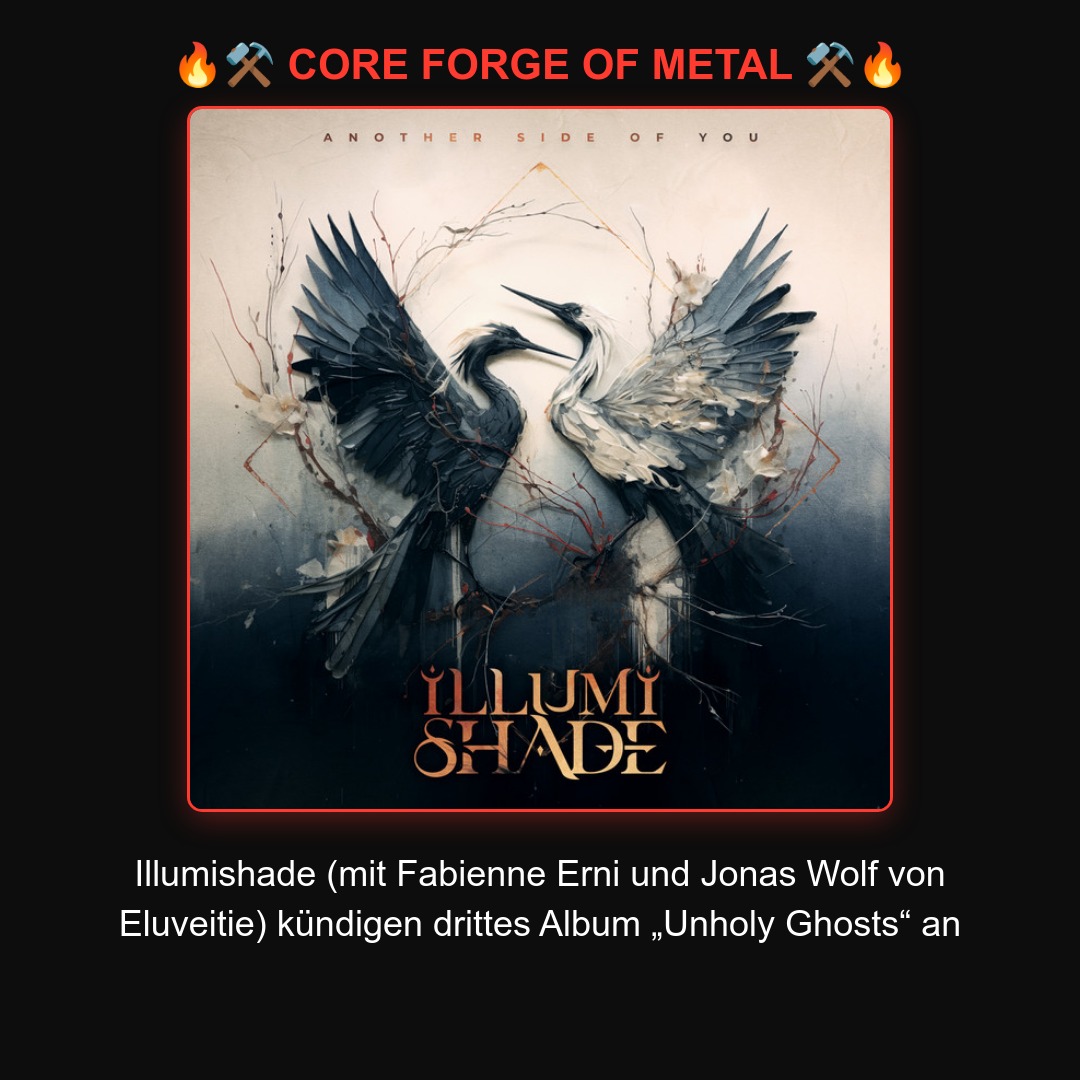 🔥⚒️ CORE FORGE OF METAL ⚒️🔥
ANOTHER SIDE OF YOU
ILLUMI
SHADE
Illumishade (mit Fabienne Erni und Jonas Wolf von
Eluveitie) kündigen drittes Album „Unholy Ghosts“ an